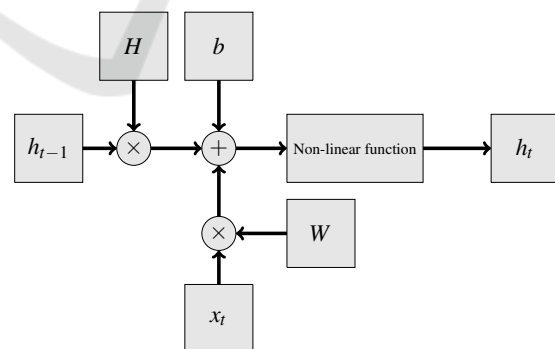 H
b
h_{t-1}
×
+
Non-linear function
h_t
×
W
x_t